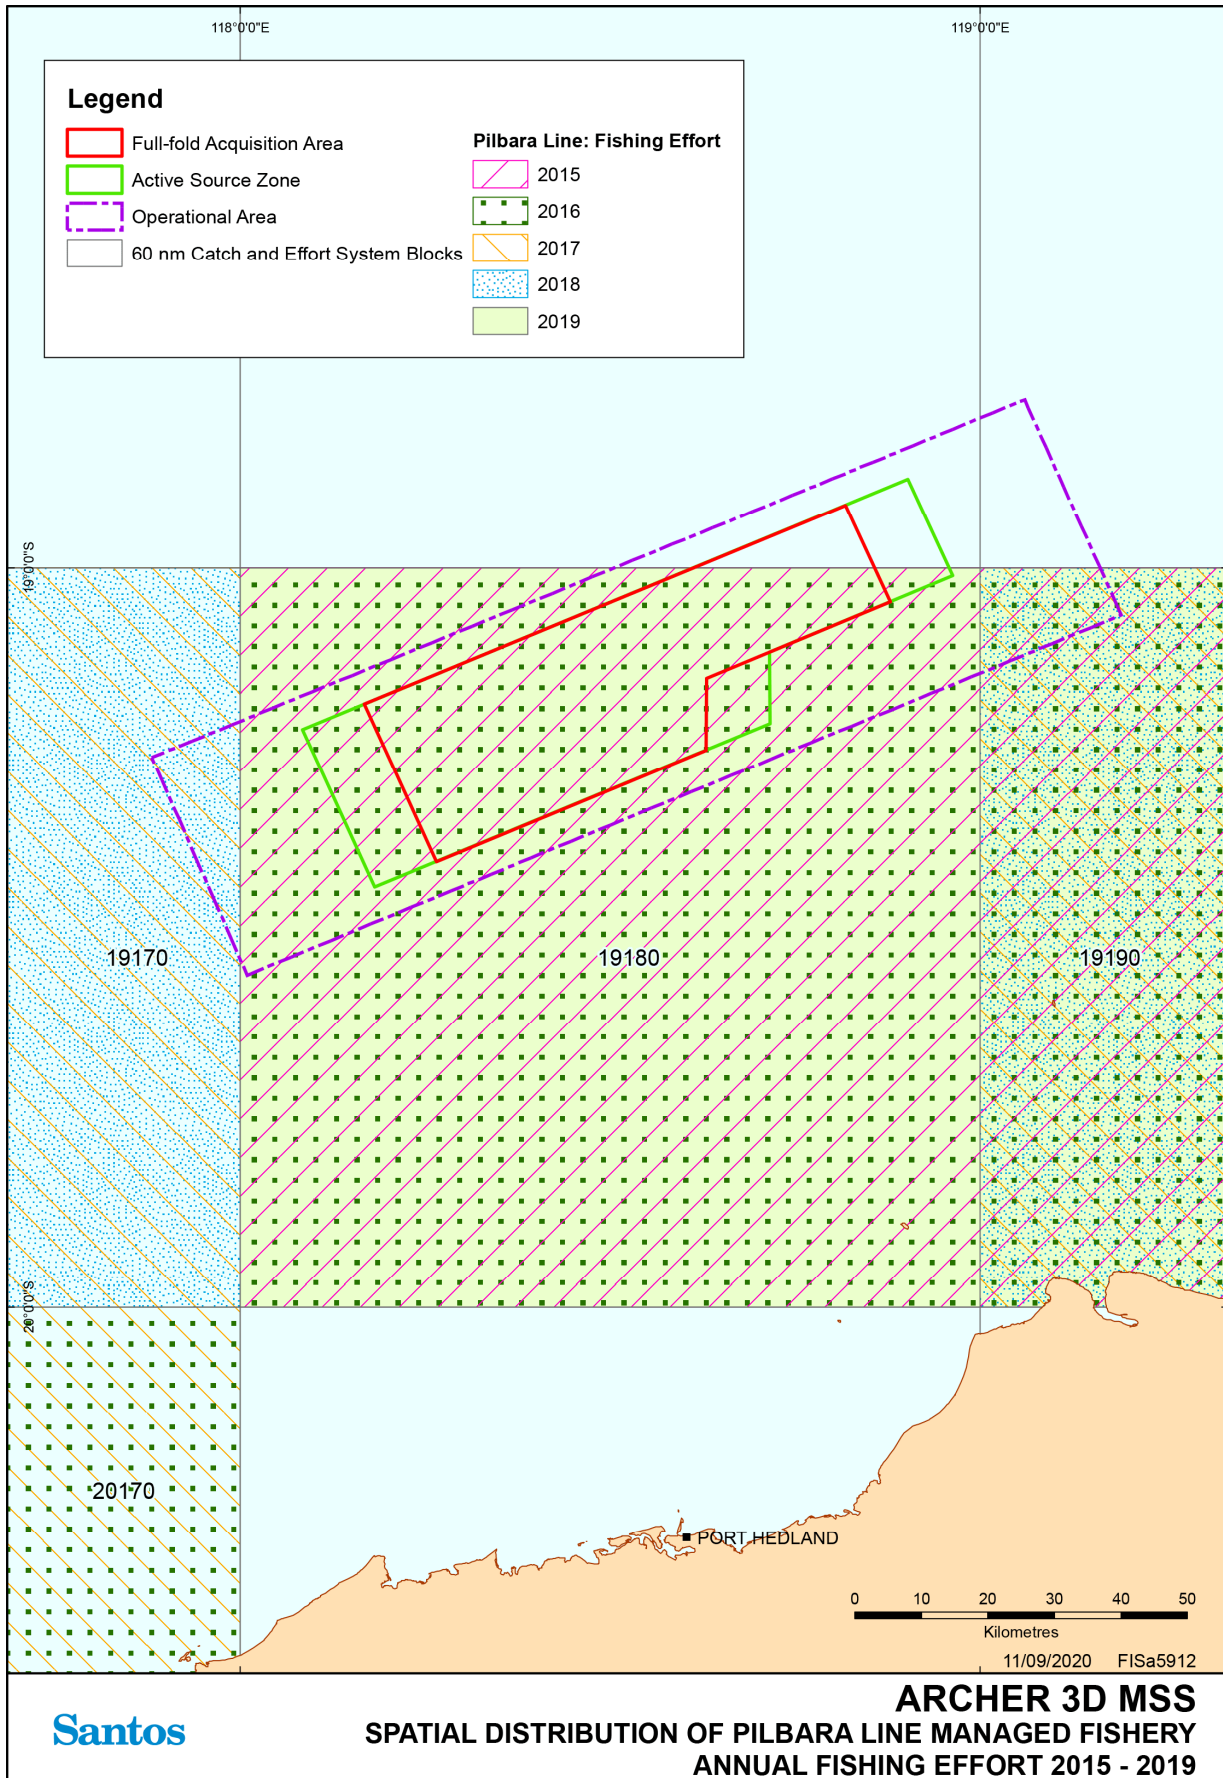 118°0'0"E
119°0'0"E
Legend
Full-fold Acquisition Area
Active Source Zone
Operational Area
60 nm Catch and Effort System Blocks
Pilbara Line: Fishing Effort
2015
2016
2017
2018
2019
19°0'0"S
19170
19180
19190
20°0'0"S
20170
PORT HEDLAND
0 10 20 30 40 50
Kilometres
11/09/2020 FISa5912
Santos
ARCHER 3D MSS
SPATIAL DISTRIBUTION OF PILBARA LINE MANAGED FISHERY
ANNUAL FISHING EFFORT 2015 - 2019